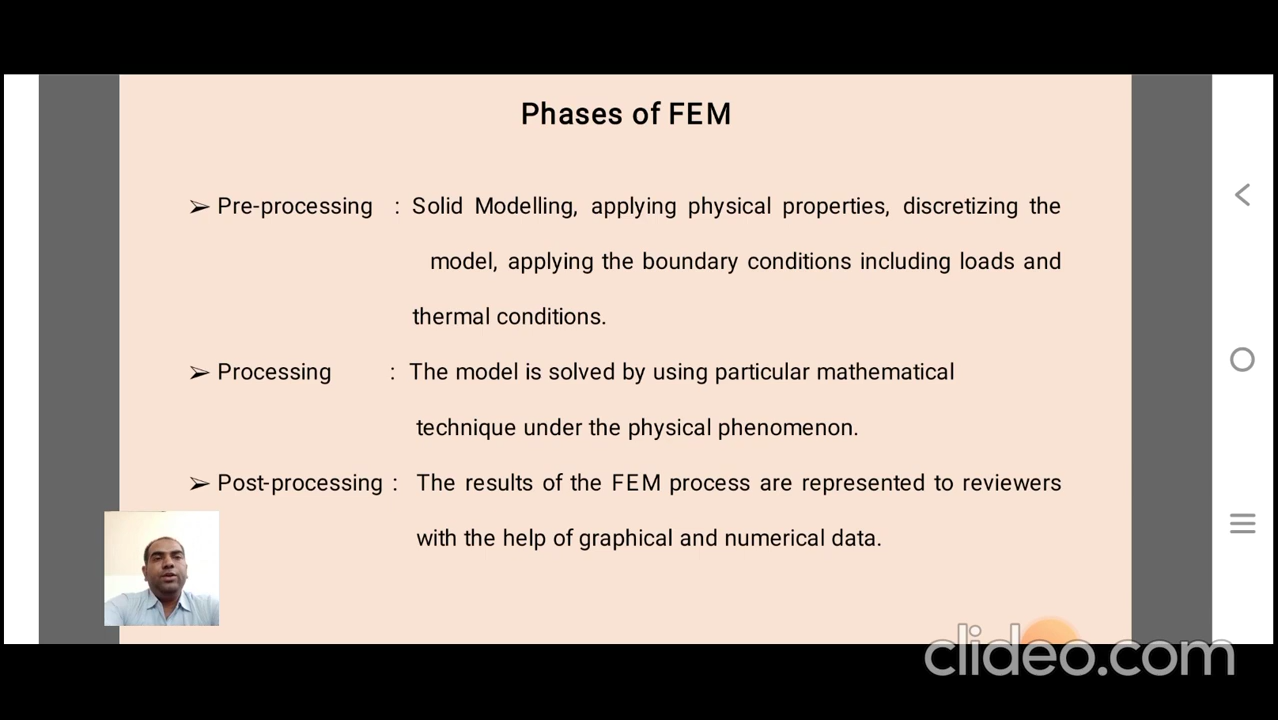 Phases of FEM
➢ Pre-processing : Solid Modelling, applying physical properties, discretizing the
model, applying the boundary conditions including loads and
thermal conditions.
➢ Processing : The model is solved by using particular mathematical
technique under the physical phenomenon.
➢ Post-processing : The results of the FEM process are represented to reviewers
with the help of graphical and numerical data.
clideo.com